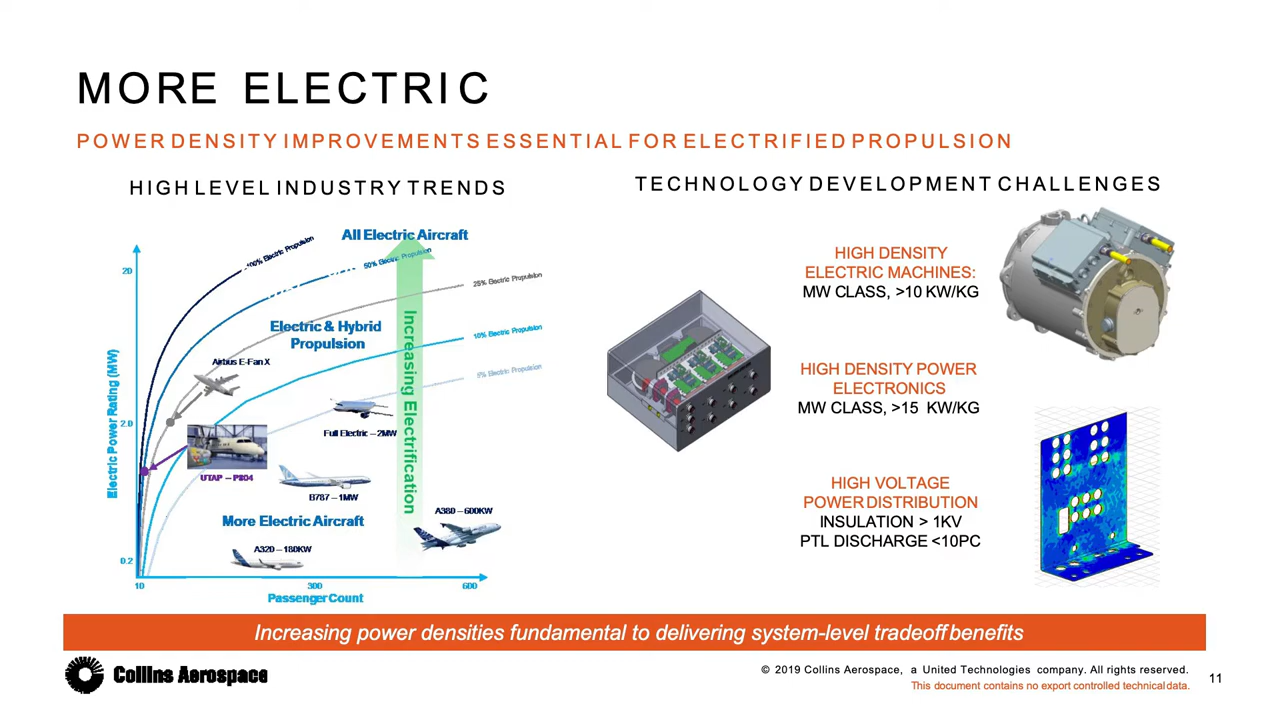 MORE ELECTRIC
POWER DENSITY IMPROVEMENTS ESSENTIAL FOR ELECTRIFIED PROPULSION
HIGH LEVEL INDUSTRY TRENDS
All Electric Aircraft
100% Electric Propulsion
50% Electric Propulsion
20
25% Electric Propulsion
Electric & Hybrid
Propulsion
10% Electric Propulsion
Airbus E-Fan X
5% Electric Propulsion
Increasing Electrification
Electric Power Rating (MW)
2.0
Full Electric – 2MW
UTAP – P804
B787 – 1MW
A380 – 600KW
More Electric Aircraft
A320 – 180KW
0.2
10
300
600
Passenger Count
TECHNOLOGY DEVELOPMENT CHALLENGES
HIGH DENSITY
ELECTRIC MACHINES:
MW CLASS, >10 KW/KG
HIGH DENSITY POWER
ELECTRONICS
MW CLASS, >15 KW/KG
HIGH VOLTAGE
POWER DISTRIBUTION
INSULATION > 1KV
PTL DISCHARGE <10PC
Increasing power densities fundamental to delivering system-level tradeoff benefits
Collins Aerospace
© 2019 Collins Aerospace, a United Technologies company. All rights reserved.
This document contains no export controlled technical data.
11